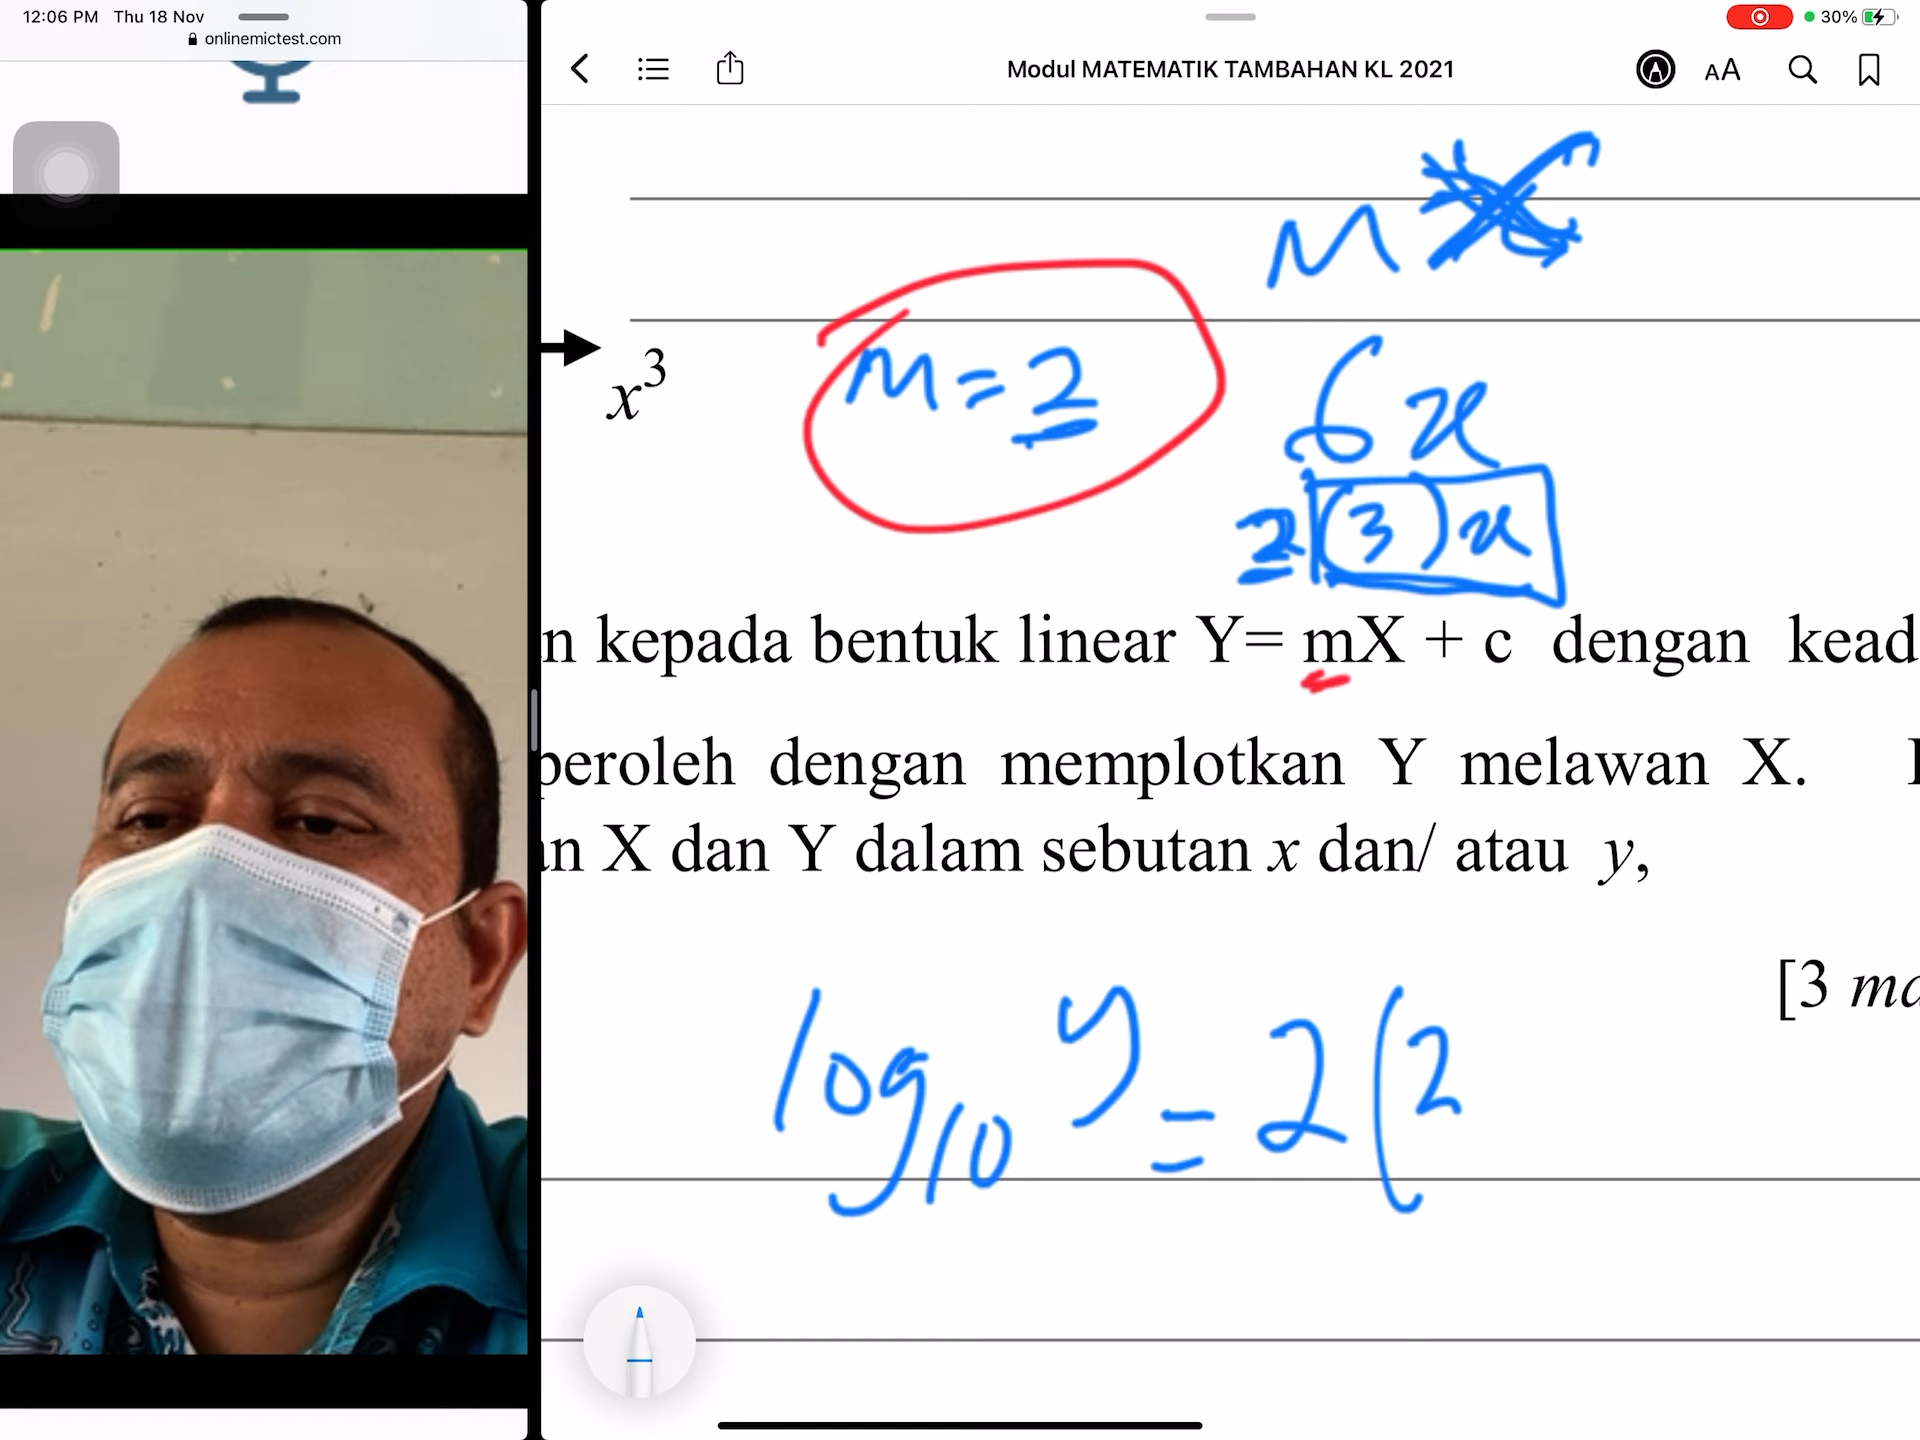 12:06 PM Thu 18 Nov
onlinemictest.com
30%
Modul MATEMATIK TAMBAHAN KL 2021
AA
M
x³
M = 2
6x
2(3)x
n kepada bentuk linear Y= mX + c dengan kead
peroleh dengan memplotkan Y melawan X.
an X dan Y dalam sebutan x dan/ atau y,
[3 ma
log₁₀ y = 2(2